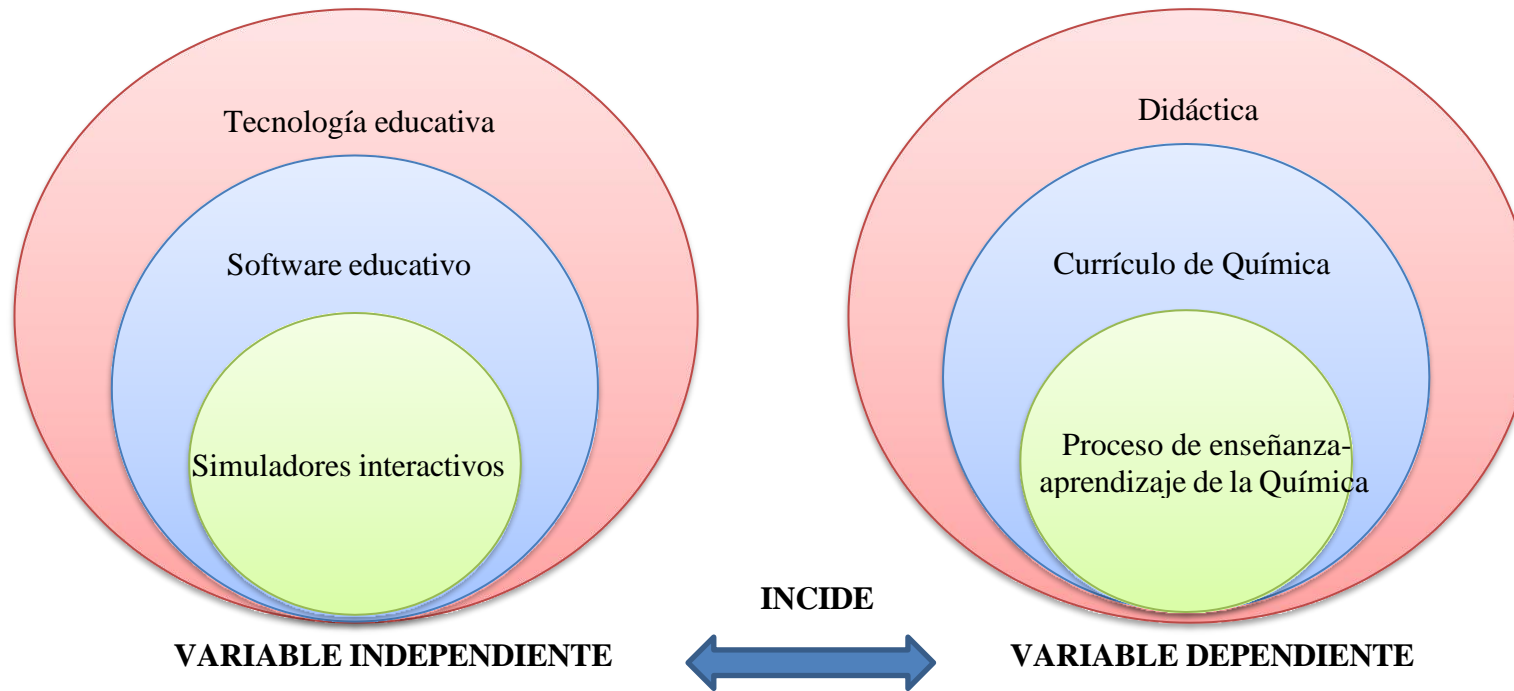 Tecnología educativa
Software educativo
Simuladores interactivos
VARIABLE INDEPENDIENTE
INCIDE
Didáctica
Currículo de Química
Proceso de enseñanza-
aprendizaje de la Química
VARIABLE DEPENDIENTE